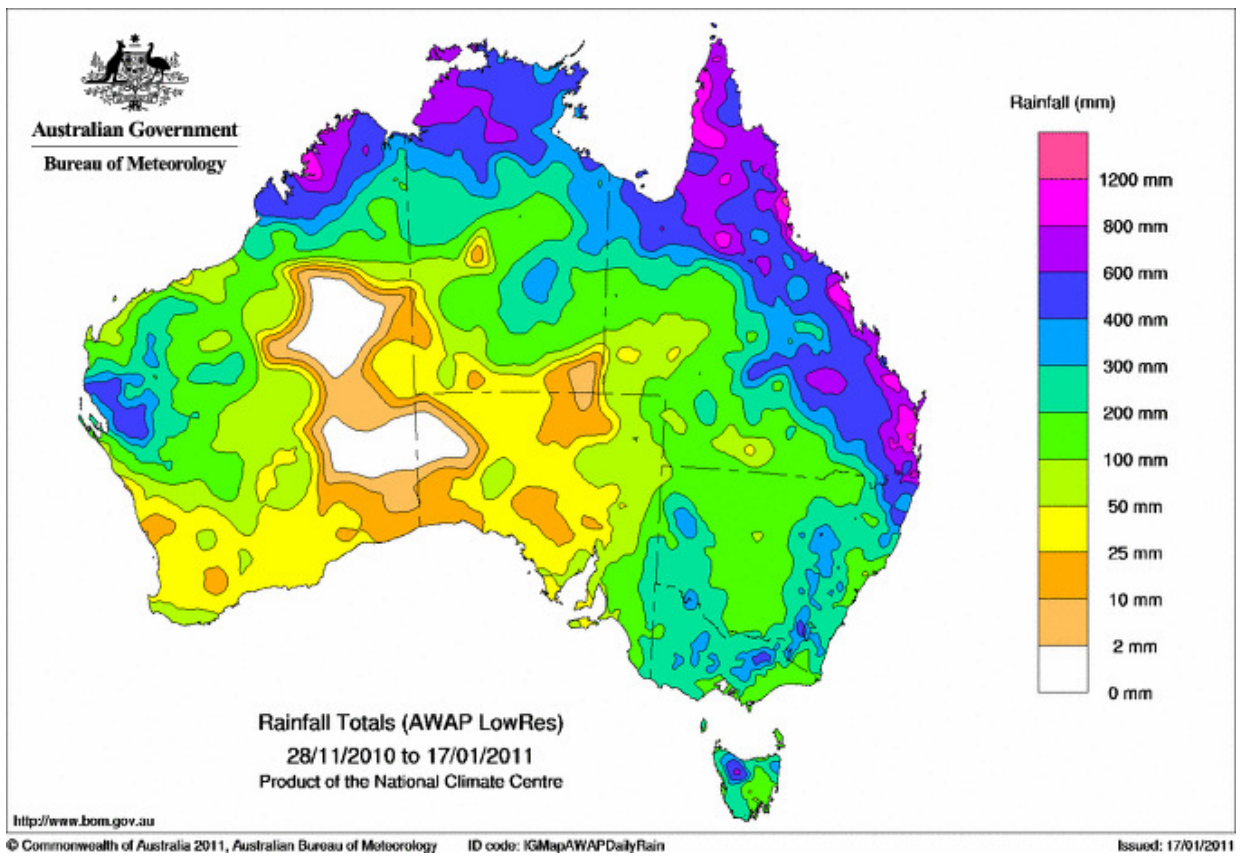 Australian Government
Bureau of Meteorology
Rainfall (mm)
1200 mm
800 mm
600 mm
400 mm
300 mm
200 mm
100 mm
50 mm
25 mm
10 mm
2 mm
0 mm
Rainfall Totals (AWAP LowRes)
28/11/2010 to 17/01/2011
Product of the National Climate Centre
http://www.bom.gov.au
© Commonwealth of Australia 2011, Australian Bureau of Meteorology ID code: IGMapAWAPDailyRain Issued: 17/01/2011